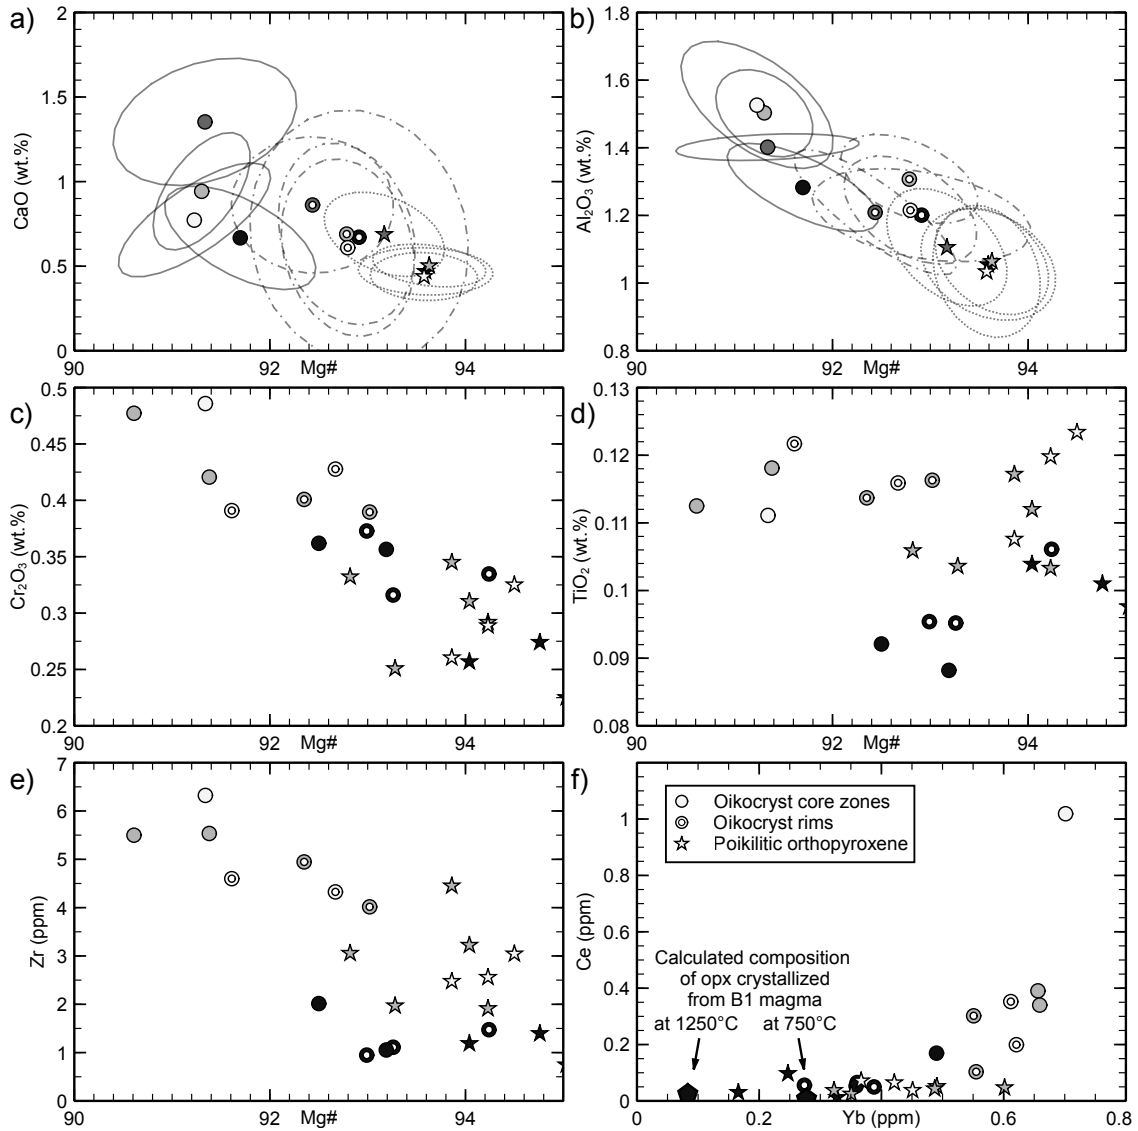 a)
2
1.5
1
0.5
0
CaO (wt.%)
90
92
Mg#
94
b)
1.8
1.6
1.4
1.2
1
0.8
Al₂O₃ (wt.%)
90
92
Mg#
94
c)
0.5
0.45
0.4
0.35
0.3
0.25
0.2
Cr₂O₃ (wt.%)
90
92
Mg#
94
d)
0.13
0.12
0.11
0.1
0.09
0.08
TiO₂ (wt.%)
90
92
Mg#
94
e)
7
6
5
4
3
2
1
0
Zr (ppm)
90
92
Mg#
94
f)
Oikocryst core zones
Oikocryst rims
Poikilitic orthopyroxene
1
0.8
0.6
0.4
0.2
0
Ce (ppm)
Calculated composition
of opx crystallized
from B1 magma
at 1250°C at 750°C
0
0.2
Yb (ppm)
0.6
0.8